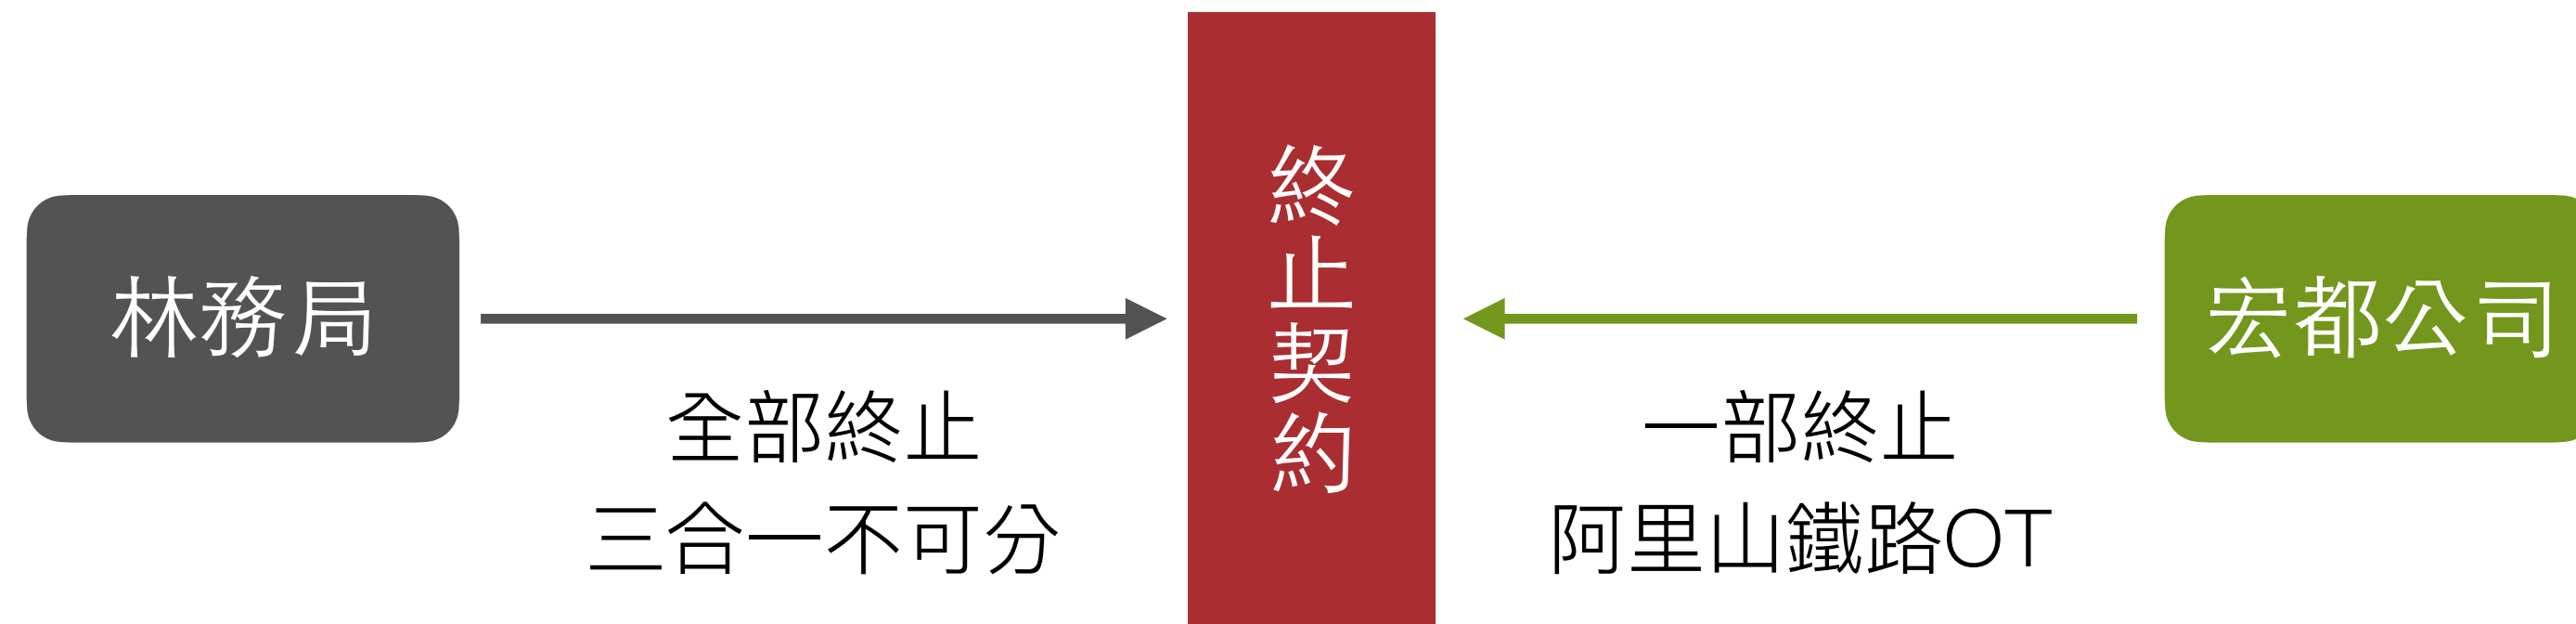 林務局
全部終止
三合一不可分
終止契約
一部終止
阿里山鐵路OT
宏都公司